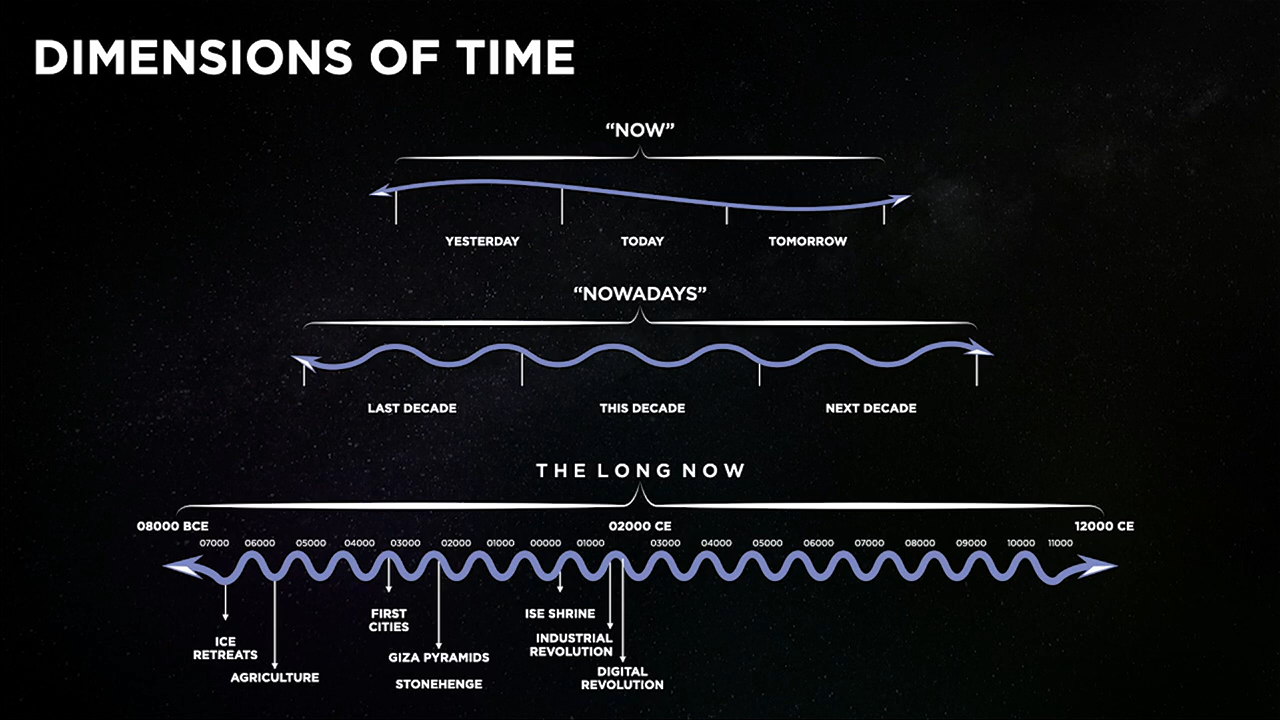 DIMENSIONS OF TIME
“NOW”
YESTERDAY TODAY TOMORROW
“NOWADAYS”
LAST DECADE THIS DECADE NEXT DECADE
THE LONG NOW
08000 BCE 02000 CE 12000 CE
07000 06000 05000 04000 03000 02000 01000 00000 01000 03000 04000 05000 06000 07000 08000 09000 10000 11000
ICE
RETREATS
AGRICULTURE
FIRST
CITIES
GIZA PYRAMIDS
STONEHENGE
ISE SHRINE
INDUSTRIAL
REVOLUTION
DIGITAL
REVOLUTION